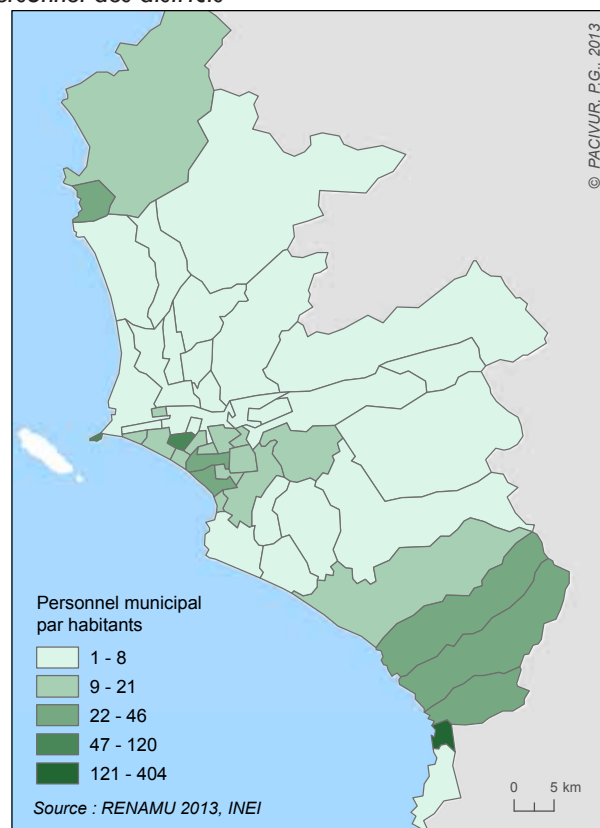 © PACIVUR, P.G., 2013
Personnel municipal
par habitants
1 - 8
9 - 21
22 - 46
47 - 120
121 - 404
0 5 km
Source : RENAMU 2013, INEI